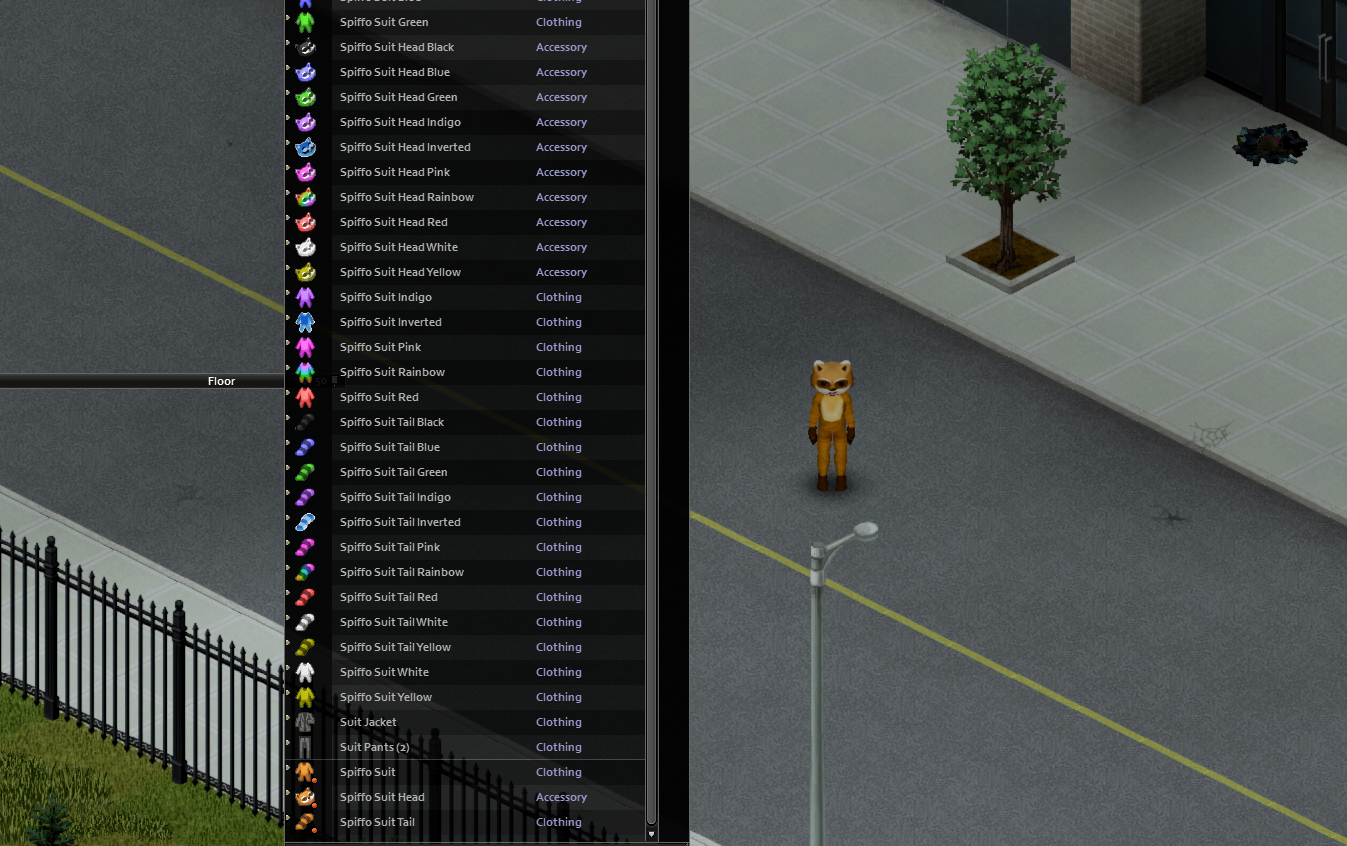 Spiffo Suit Green Clothing
Spiffo Suit Head Black Accessory
Spiffo Suit Head Blue Accessory
Spiffo Suit Head Green Accessory
Spiffo Suit Head Indigo Accessory
Spiffo Suit Head Inverted Accessory
Spiffo Suit Head Pink Accessory
Spiffo Suit Head Rainbow Accessory
Spiffo Suit Head Red Accessory
Spiffo Suit Head White Accessory
Spiffo Suit Head Yellow Accessory
Spiffo Suit Indigo Clothing
Spiffo Suit Inverted Clothing
Spiffo Suit Pink Clothing
Spiffo Suit Rainbow Clothing
Floor
Spiffo Suit Red Clothing
Spiffo Suit Tail Black Clothing
Spiffo Suit Tail Blue Clothing
Spiffo Suit Tail Green Clothing
Spiffo Suit Tail Indigo Clothing
Spiffo Suit Tail Inverted Clothing
Spiffo Suit Tail Pink Clothing
Spiffo Suit Tail Rainbow Clothing
Spiffo Suit Tail Red Clothing
Spiffo Suit Tail White Clothing
Spiffo Suit Tail Yellow Clothing
Spiffo Suit White Clothing
Spiffo Suit Yellow Clothing
Suit Jacket Clothing
Suit Pants (2) Clothing
Spiffo Suit Clothing
Spiffo Suit Head Accessory
Spiffo Suit Tail Clothing